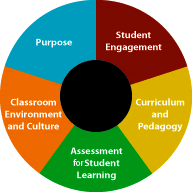 Purpose
Student
Engagement
Classroom
Environment
and Culture
Curriculum
and
Pedagogy
Assessment
for Student
Learning